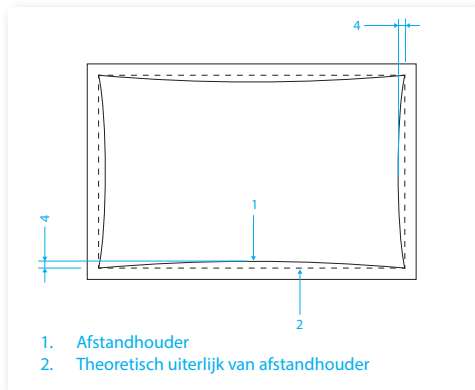 4
4
1
2
1. Afstandhouder
2. Theoretisch uiterlijk van afstandhouder